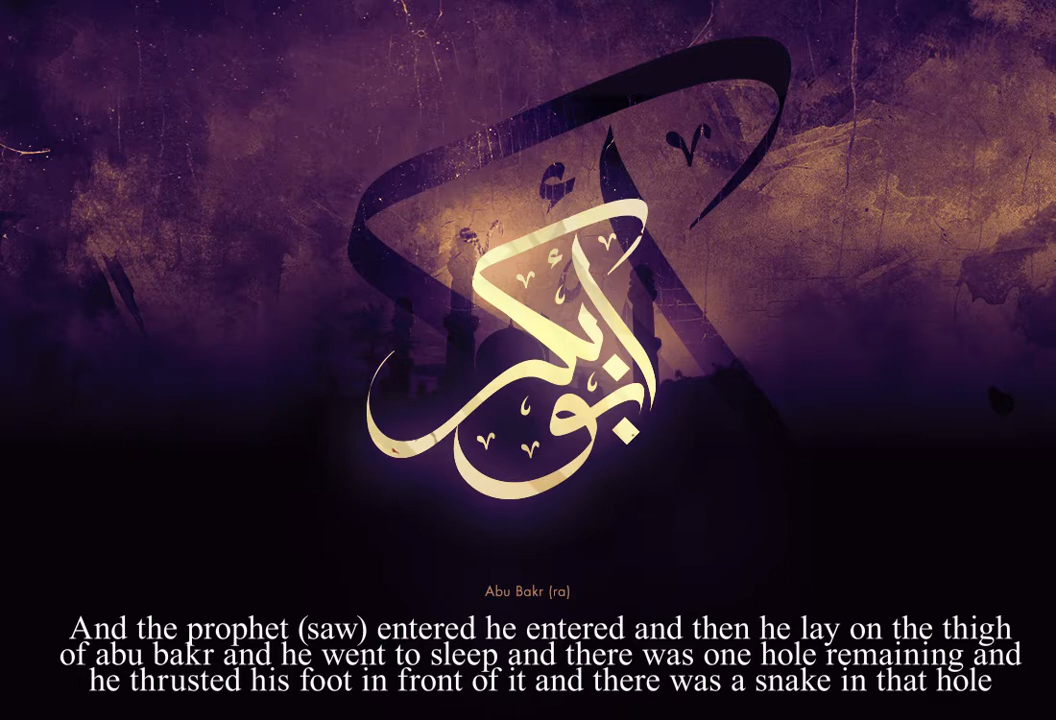 أبو بكر
Abu Bakr (ra)
And the prophet (saw) entered he entered and then he lay on the thigh
of abu bakr and he went to sleep and there was one hole remaining and
he thrusted his foot in front of it and there was a snake in that hole